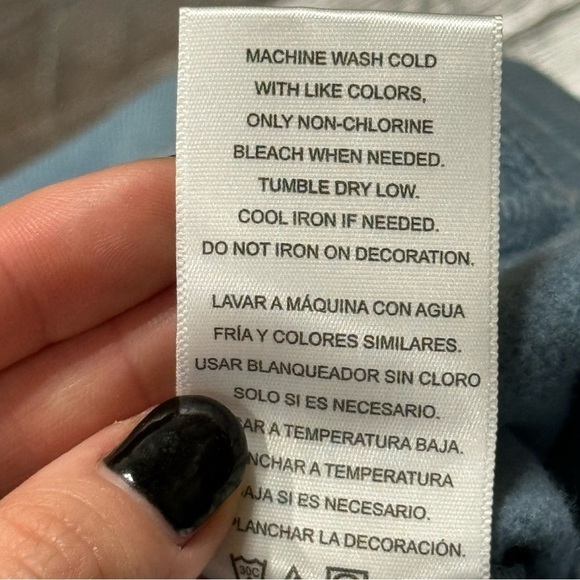 MACHINE WASH COLD
WITH LIKE COLORS,
ONLY NON-CHLORINE
BLEACH WHEN NEEDED.
TUMBLE DRY LOW.
COOL IRON IF NEEDED.
DO NOT IRON ON DECORATION.
LAVAR A MÁQUINA CON AGUA
FRÍA Y COLORES SIMILARES.
USAR BLANQUEADOR SIN CLORO
SOLO SI ES NECESARIO.
A TEMPERATURA BAJA.
A TEMPERATURA
SI ES NECESARIO.
LA DECORACIÓN.
30C